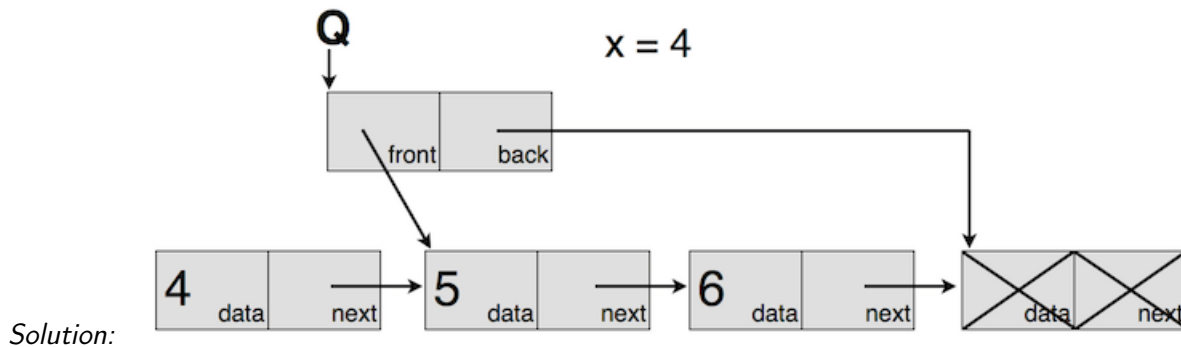 Q
x = 4
front back
4 data next 5 data next 6 data next data next
Solution: